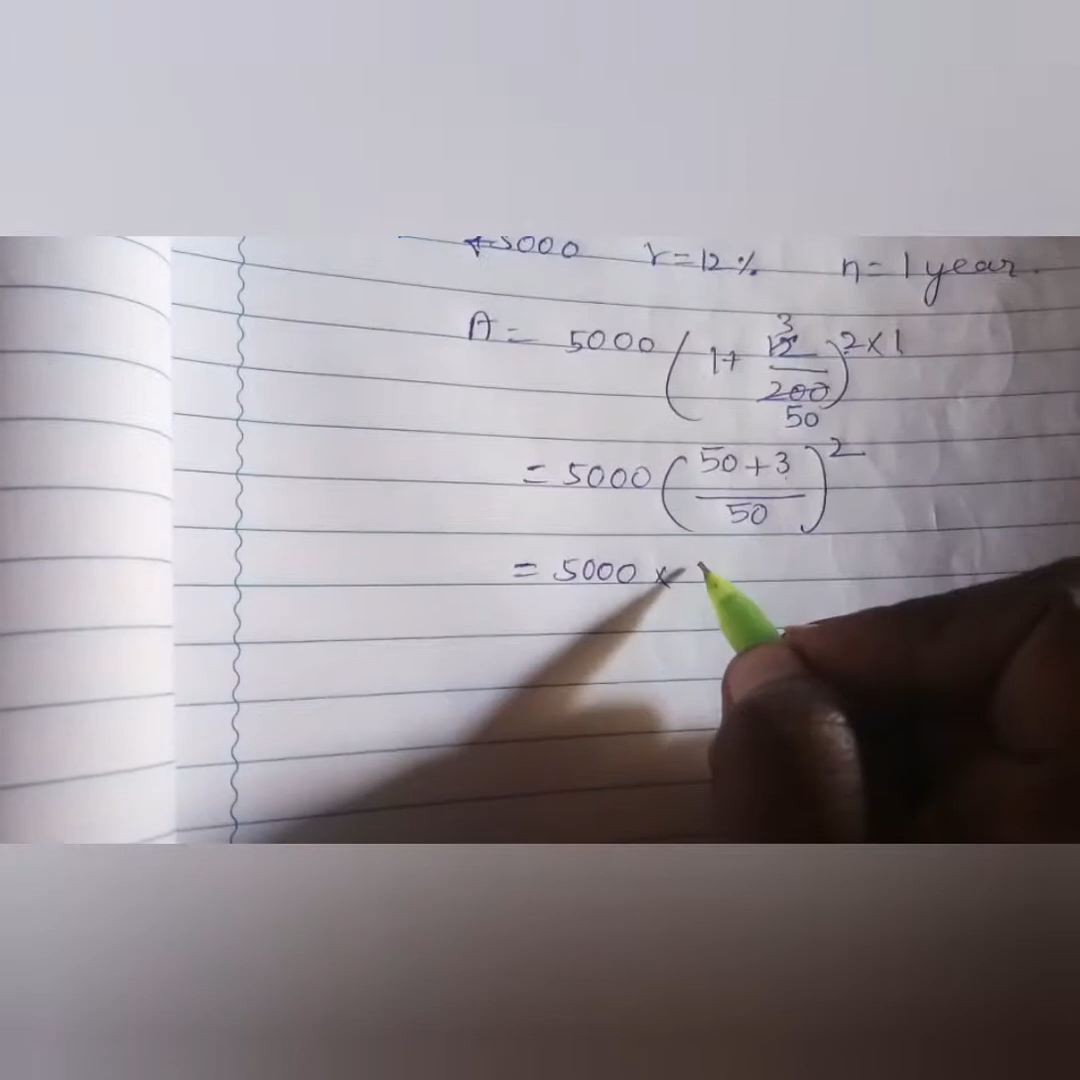 5000 r = 12 % n = 1 year.
A = 5000 ( 1 + 12 3 / 200 50 ) 2 × 1
= 5000 ( 50 + 3 / 50 ) 2
= 5000 ×